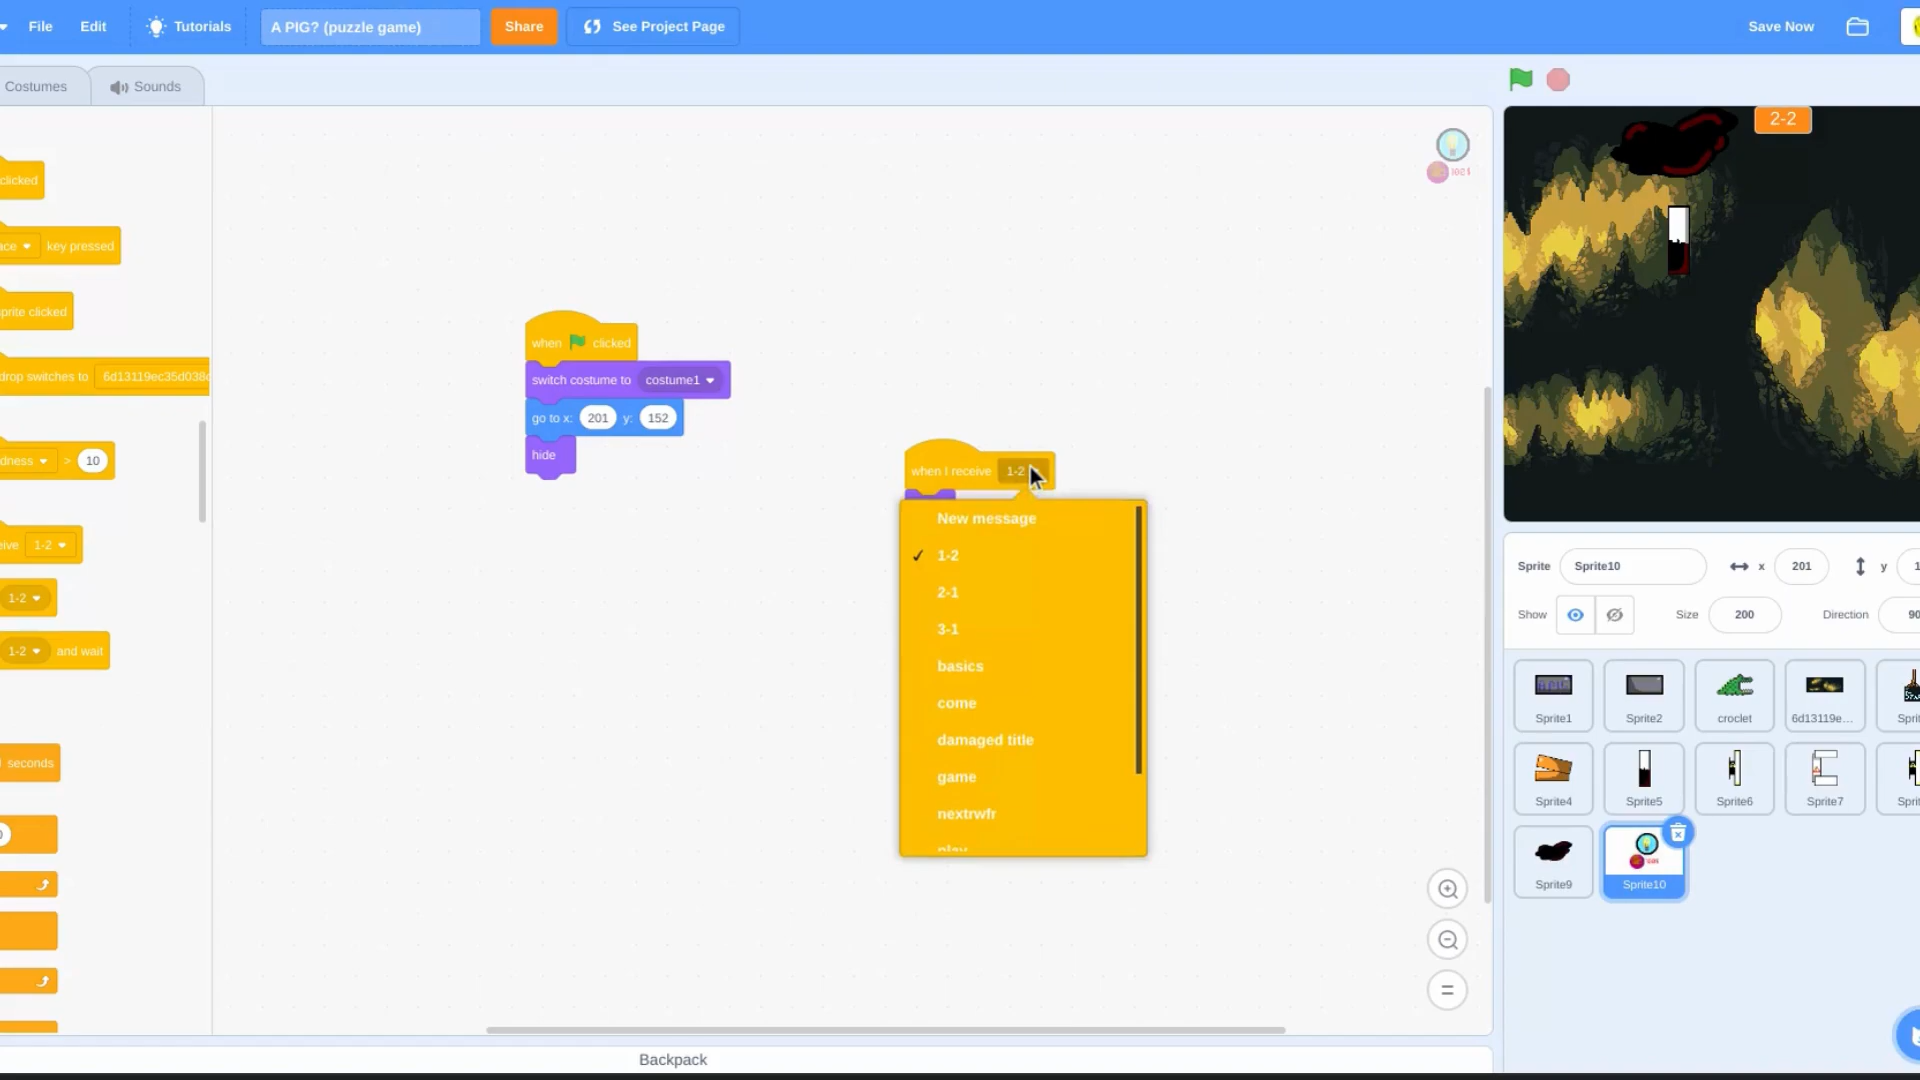 File
Edit
Tutorials
A PIG? (puzzle game)
Share
See Project Page
Save Now
Costumes
Sounds
clicked
key pressed
sprite clicked
drop switches to
> 10
1-2
1-2
1-2
and wait
seconds
when clicked
switch costume to costume1
go to x: 201 y: 152
hide
when I receive 1-2
New message
✓ 1-2
2-1
3-1
basics
come
damaged title
game
nextrwfr
play
2-2
Sprite Sprite10 x 201 y
Show Size 200 Direction 90
Sprite1
Sprite2
croclet
6d13119e...
Sprite4
Sprite5
Sprite6
Sprite7
Sprite9
Sprite10
Backpack